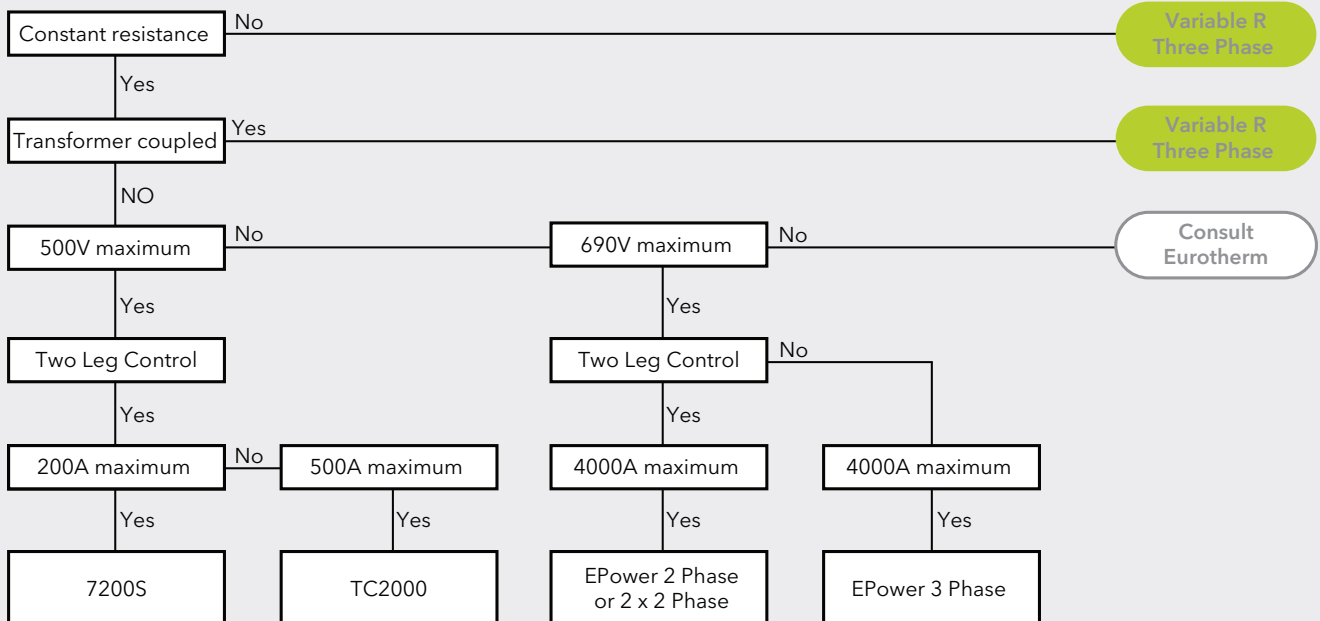 Constant resistance
No
Variable R
Three Phase
Yes
Transformer coupled
Yes
Variable R
Three Phase
NO
500V maximum
No
690V maximum
No
Consult
Eurotherm
Yes
Yes
Two Leg Control
Two Leg Control
No
Yes
Yes
200A maximum
No
500A maximum
4000A maximum
4000A maximum
Yes
Yes
Yes
Yes
7200S
TC2000
EPower 2 Phase
or 2 x 2 Phase
EPower 3 Phase